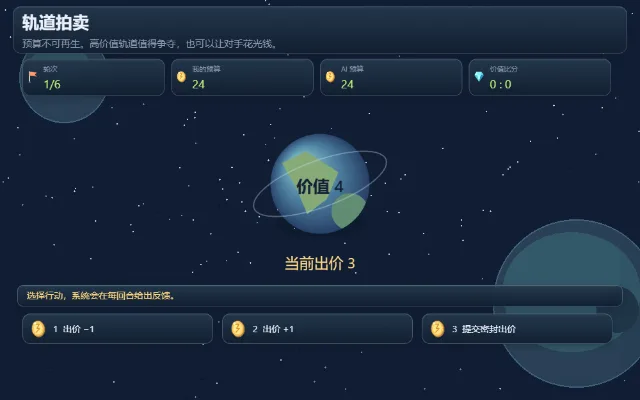 轨道拍卖
预算不可再生。高价值轨道值得争夺，也可以让对手花光钱。
拍次
1/6
我的预算
24
AI 预算
24
价值比分
0 : 0
价值 4
当前出价 3
选择行动，系统会在每回合给出反馈。
1 出价 −1
2 出价 +1
3 提交密封出价